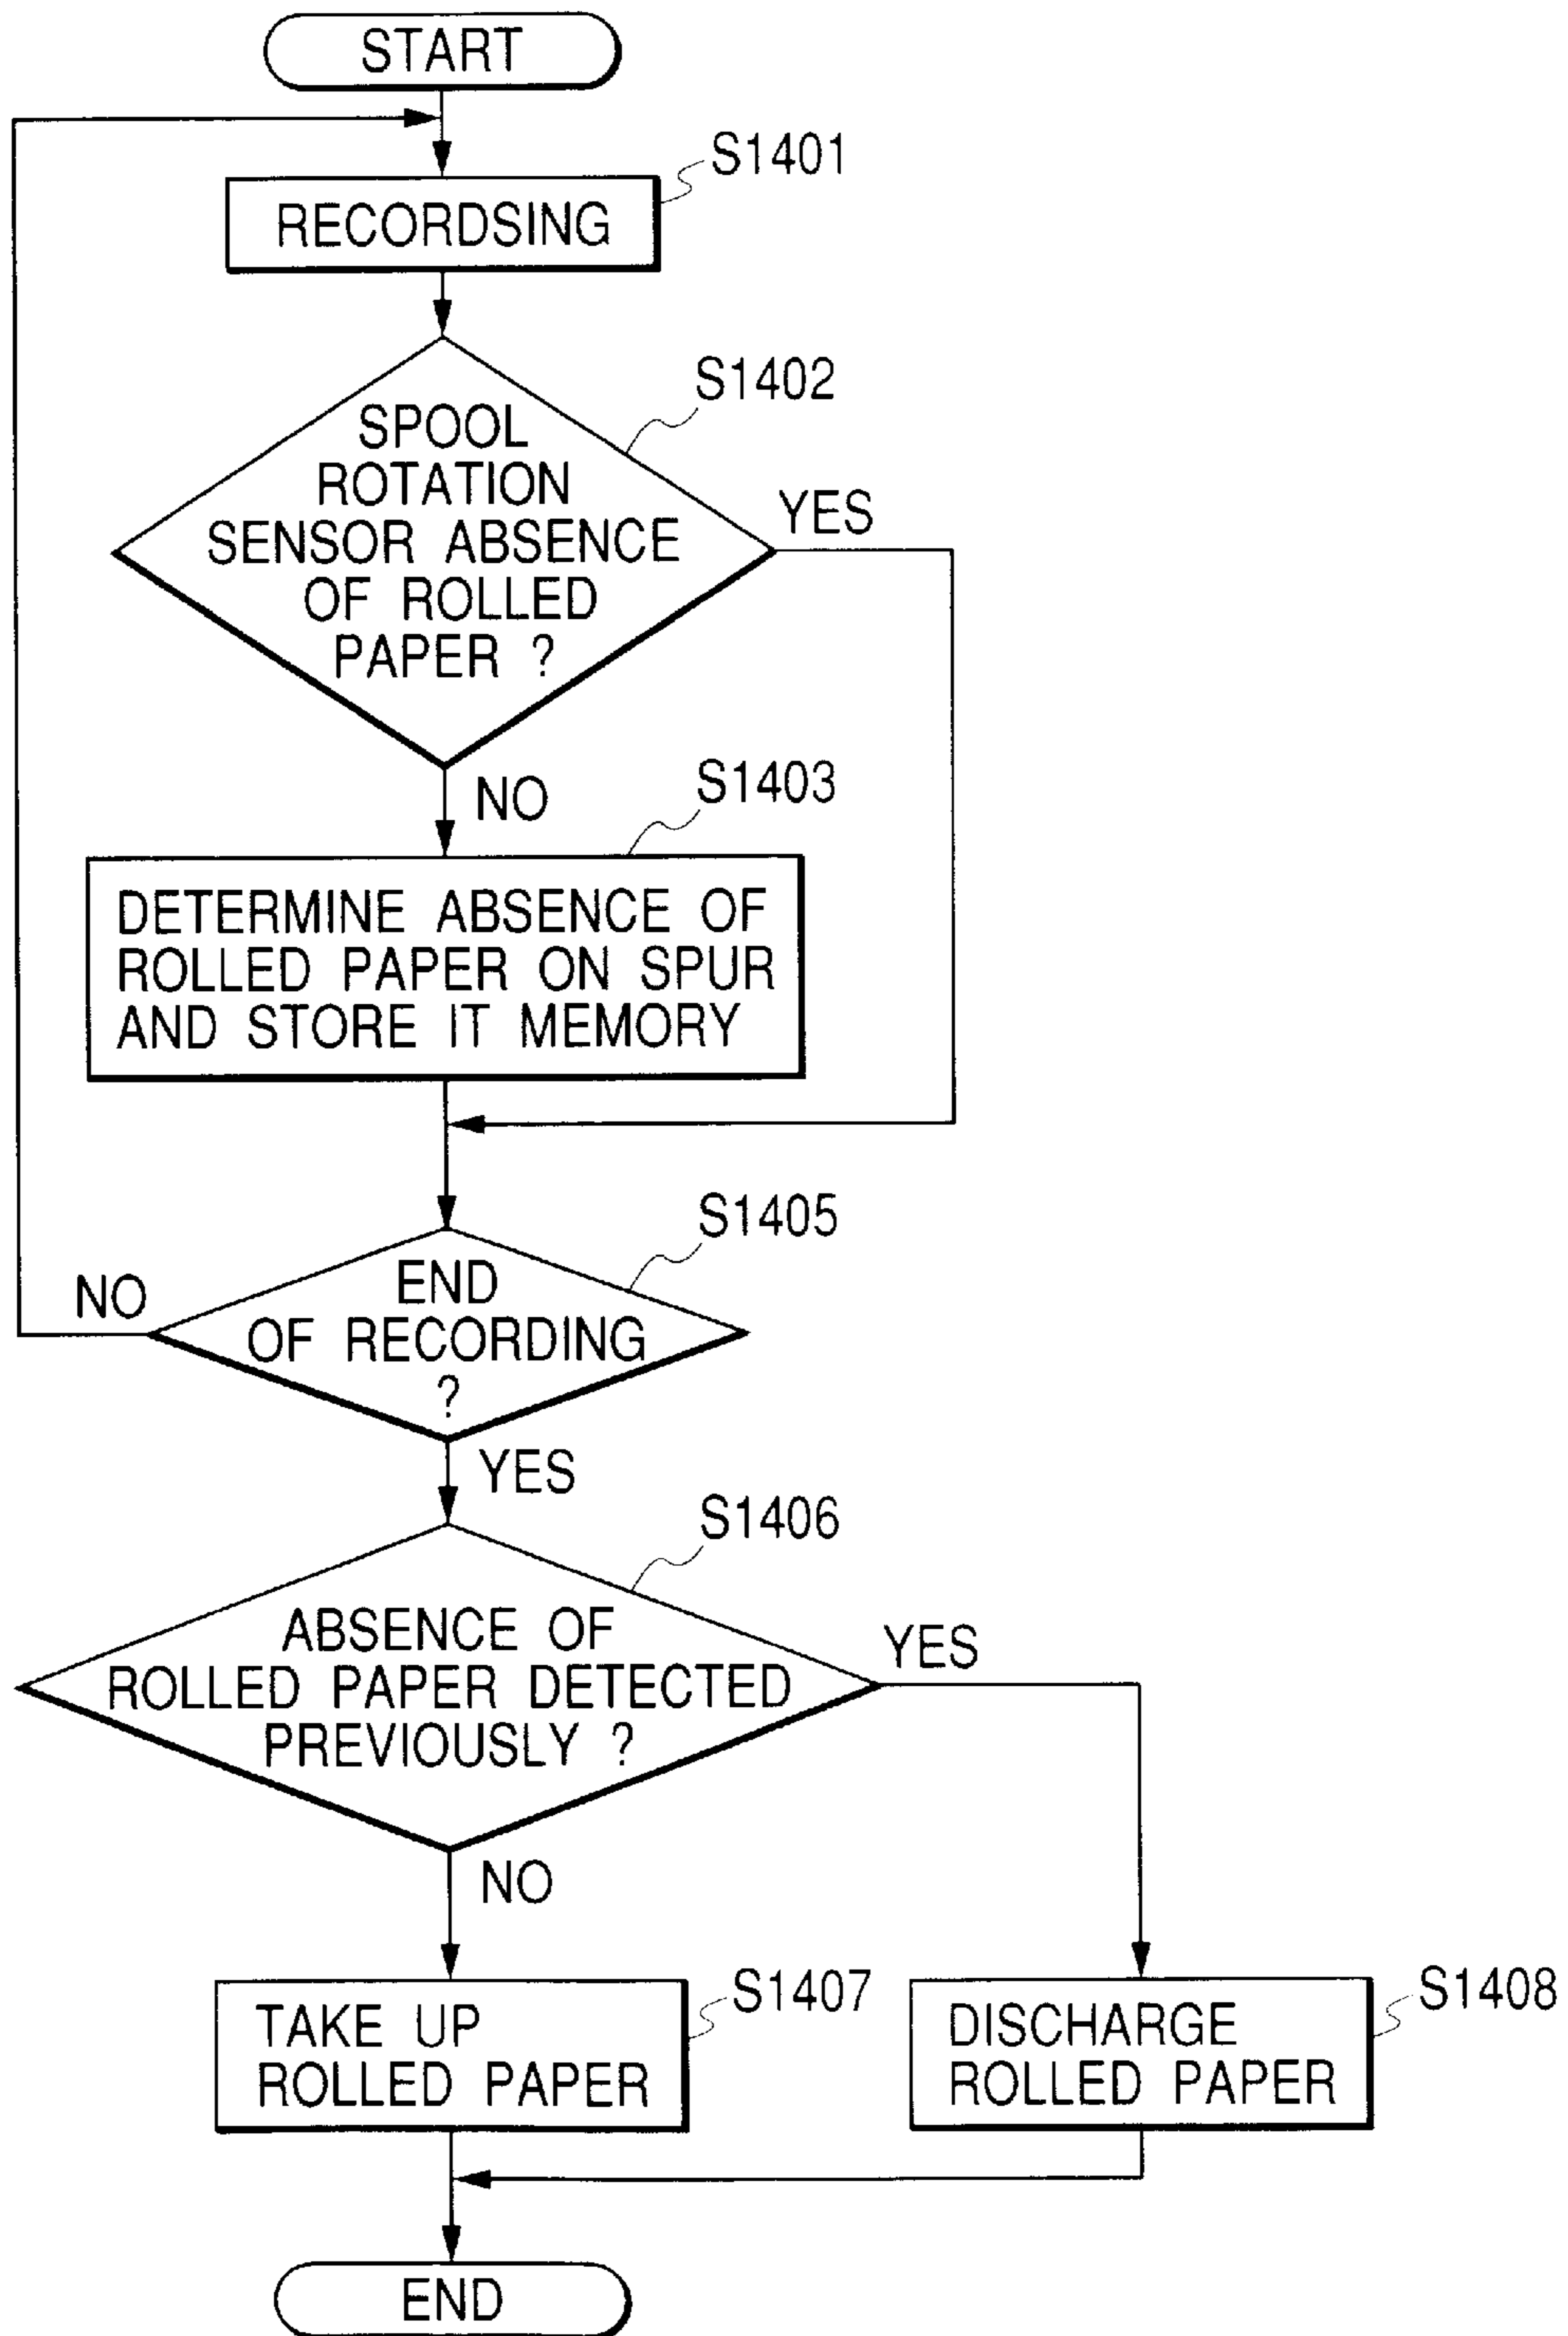 START
S1401
RECORDSING
S1402
SPOOL
ROTATION
SENSOR ABSENCE
OF ROLLED
PAPER ?
YES
NO
S1403
DETERMINE ABSENCE OF
ROLLED PAPER ON SPUR
AND STORE IT MEMORY
S1405
END
OF RECORDING
?
NO
YES
S1406
ABSENCE OF
ROLLED PAPER DETECTED
PREVIOUSLY ?
YES
NO
S1407
TAKE UP
ROLLED PAPER
S1408
DISCHARGE
ROLLED PAPER
END